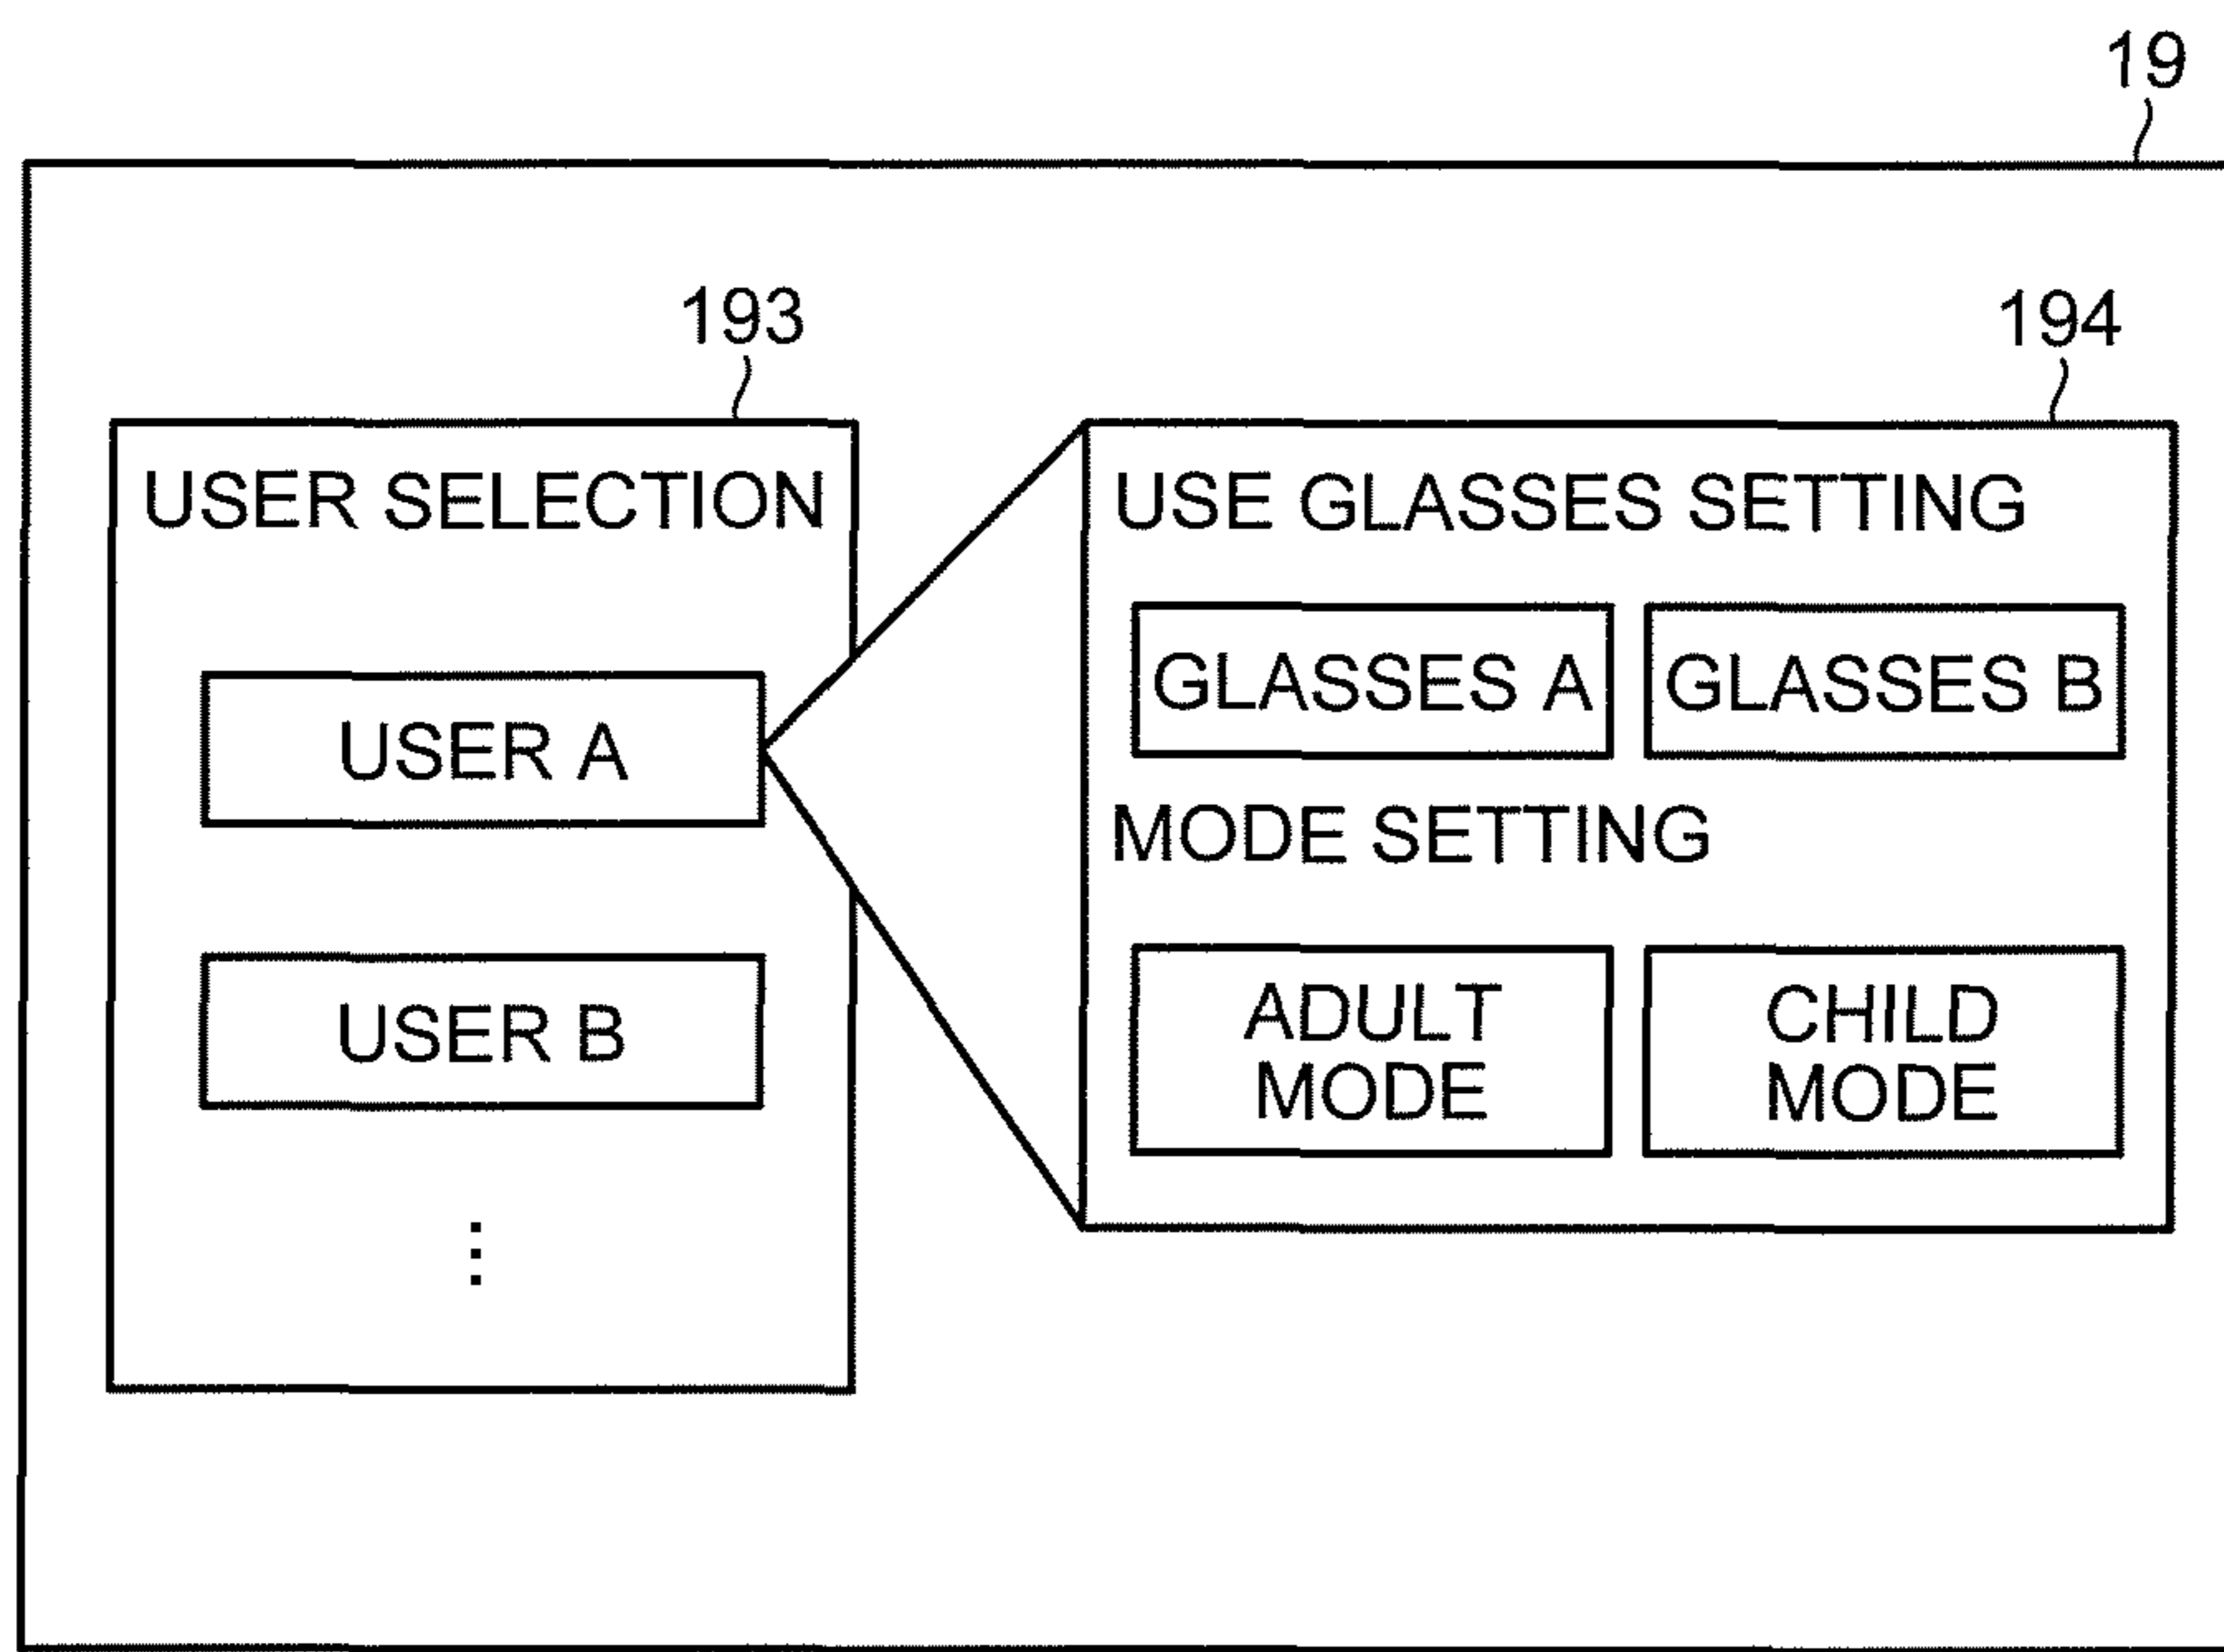 19
193
194
USER SELECTION
USER A
USER B
⋮
USE GLASSES SETTING
GLASSES A
GLASSES B
MODE SETTING
ADULT
MODE
CHILD
MODE